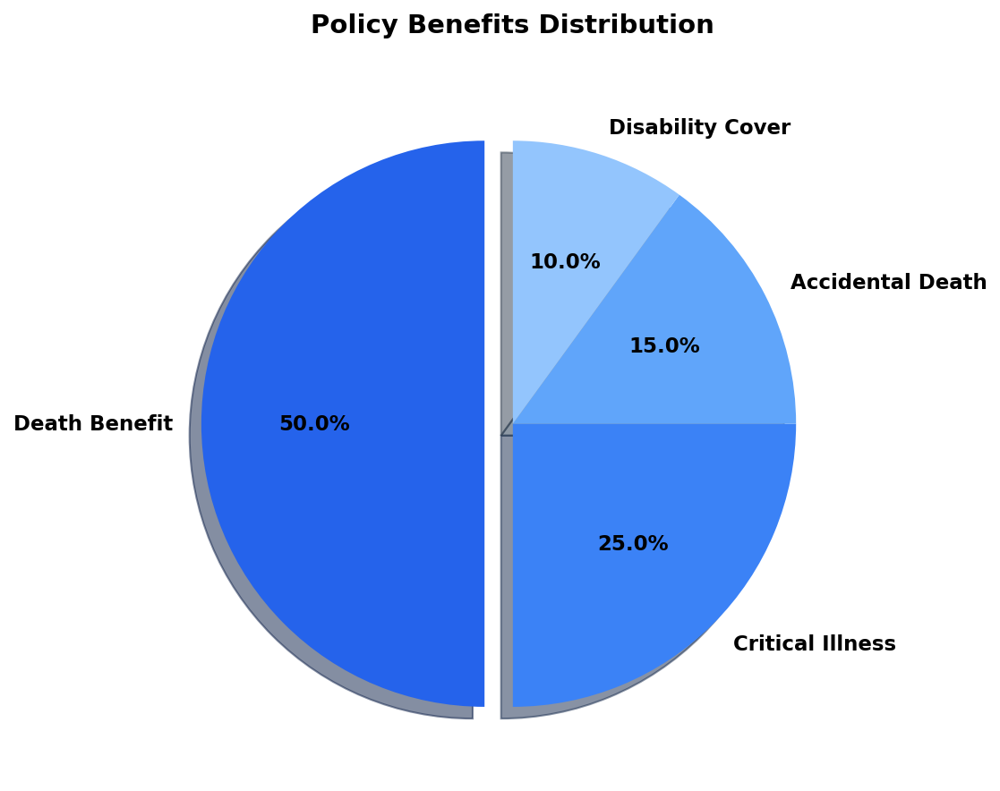 Policy Benefits Distribution
Disability Cover
10.0%
Accidental Death
15.0%
Death Benefit
50.0%
25.0%
Critical Illness